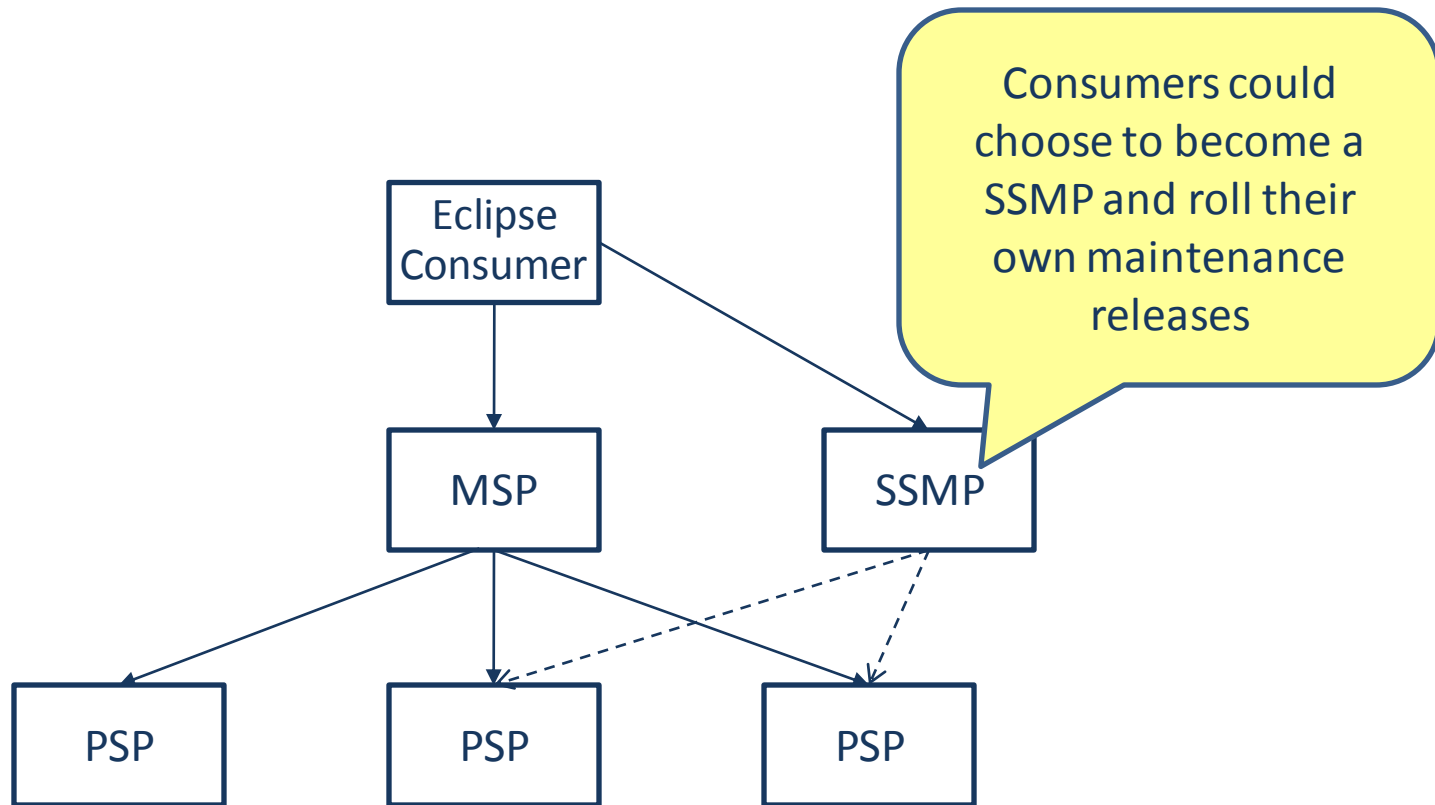 Consumers could
choose to become a
SSMP and roll their
own maintenance
releases
Eclipse
Consumer
MSP
SSMP
PSP
PSP
PSP